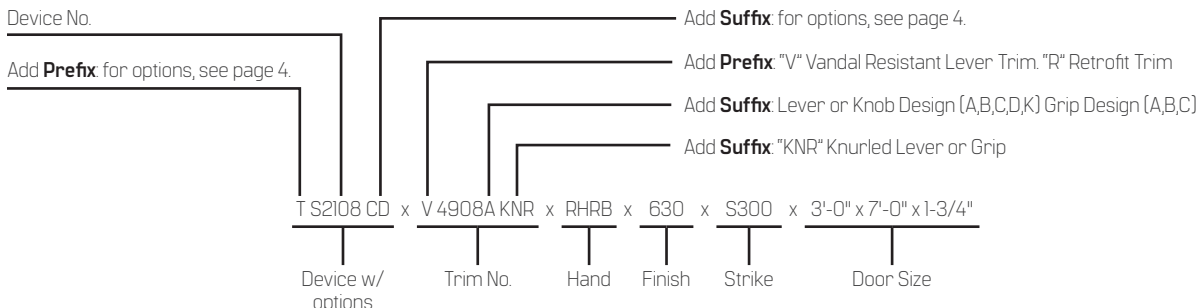 Device No.
Add Suffix: for options, see page 4.
Add Prefix: for options, see page 4.
Add Prefix: "V" Vandal Resistant Lever Trim. "R" Retrofit Trim
Add Suffix: Lever or Knob Design (A,B,C,D,K) Grip Design (A,B,C)
Add Suffix: "KNR" Knurled Lever or Grip
T S2108 CD x V 4908A KNR x RHRB x 630 x S300 x 3'-0" x 7'-0" x 1-3/4"
Device w/ options
Trim No.
Hand
Finish
Strike
Door Size